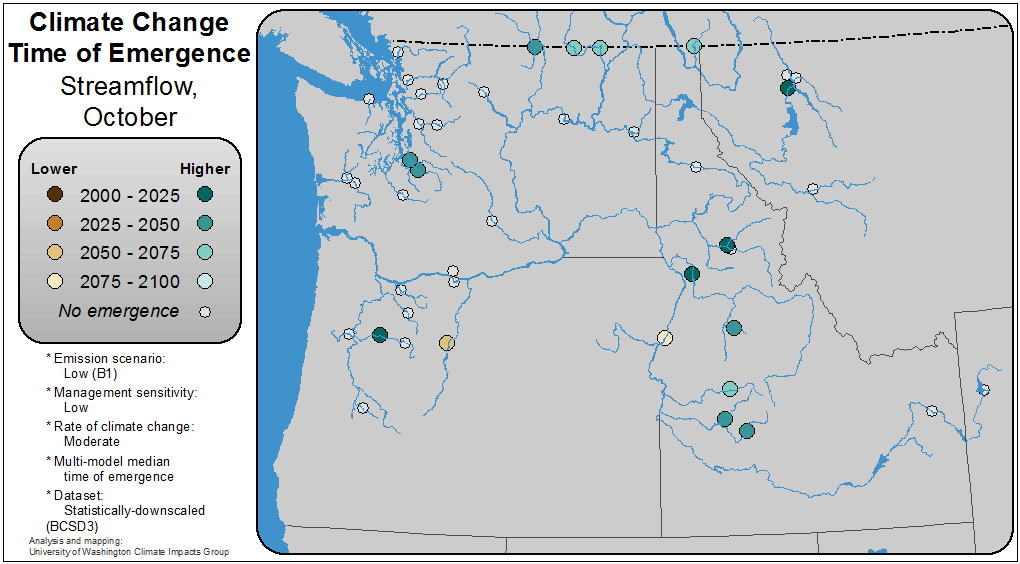 Climate Change
Time of Emergence
Streamflow,
October
Lower Higher
2000 - 2025
2025 - 2050
2050 - 2075
2075 - 2100
No emergence
* Emission scenario:
Low (B1)
* Management sensitivity:
Low
* Rate of climate change:
Moderate
* Multi-model median
time of emergence
* Dataset:
Statistically-downscaled
(BCSD3)
Analysis and mapping:
University of Washington Climate Impacts Group